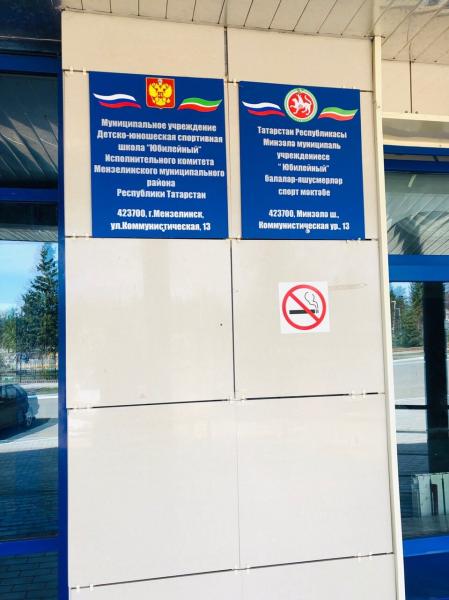 Муниципальное учреждение
Детско-юношеская спортивная
школа "Юбилейный"
Исполнительного комитета
Мензелинского муниципального
района
Республики Татарстан
423700, г.Мензелинск,
ул.Коммунистическая, 13
Татарстан Республикасы
Минзәлә муниципаль
учреждениесе
" Юбилейный"
балалар-яшүсмерләр
спорт мәктәбе
423700, Минзәлә ш.,
Коммунистическая ур., 13